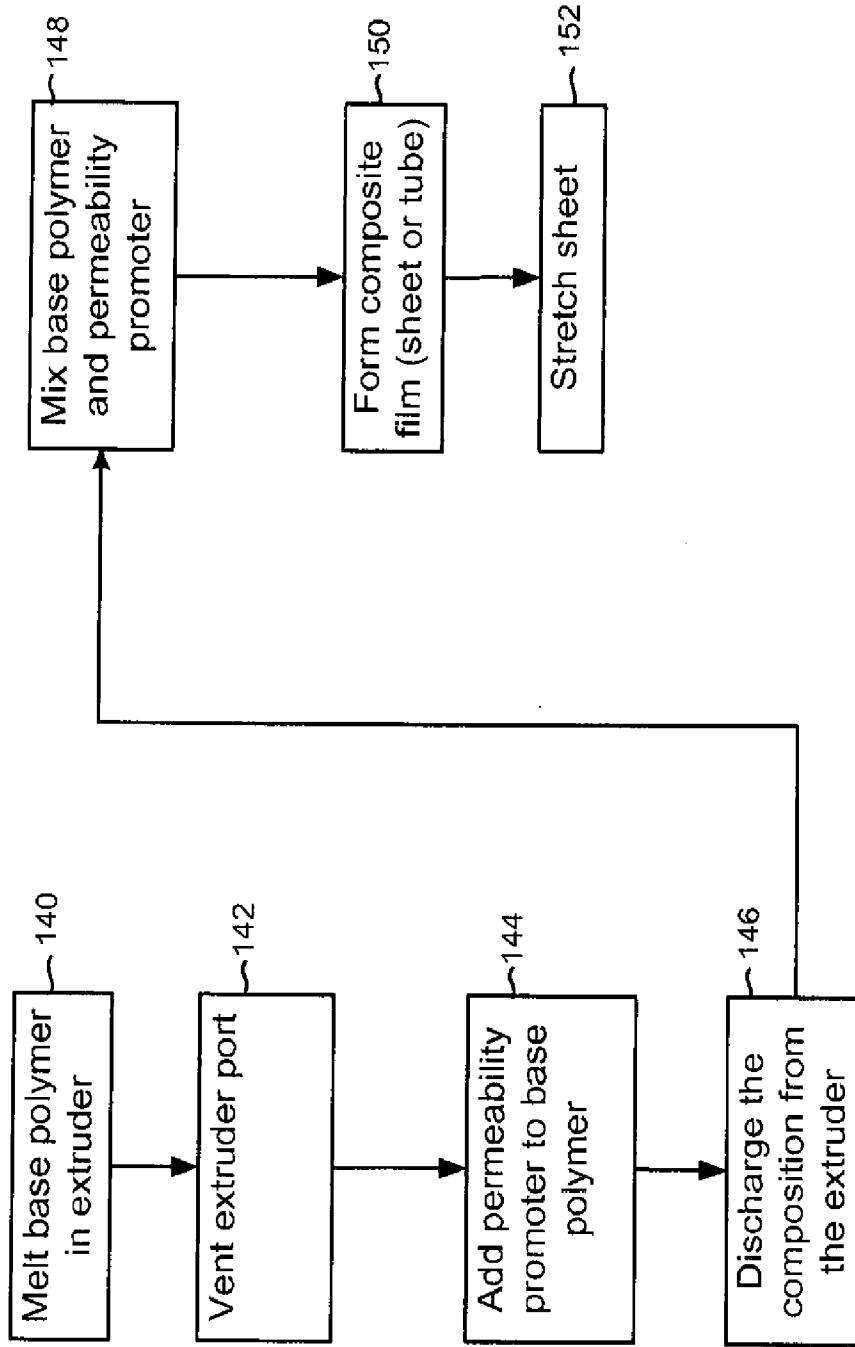 Melt base polymer
in extruder
140
Vent extruder port
142
Add permeability
promoter to base
polymer
144
Discharge the
composition from
the extruder
146
Mix base polymer
and permeability
promoter
148
Form composite
film (sheet or tube)
150
Stretch sheet
152